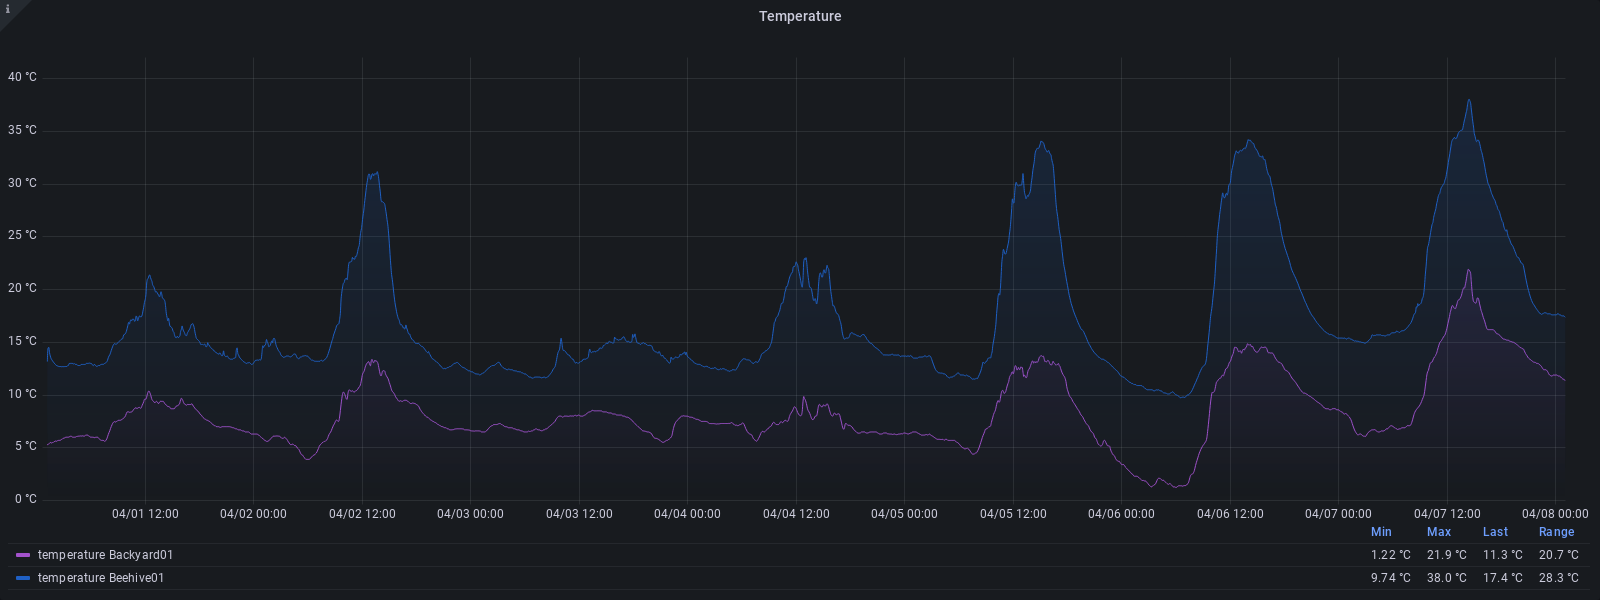 i
Temperature
40 °C
35 °C
30 °C
25 °C
20 °C
15 °C
10 °C
5 °C
0 °C
04/01 12:00 04/02 00:00 04/02 12:00 04/03 00:00 04/03 12:00 04/04 00:00 04/04 12:00 04/05 00:00 04/05 12:00 04/06 00:00 04/06 12:00 04/07 00:00 04/07 12:00 04/08 00:00
Min Max Last Range
temperature Backyard01 1.22 °C 21.9 °C 11.3 °C 20.7 °C
temperature Beehive01 9.74 °C 38.0 °C 17.4 °C 28.3 °C